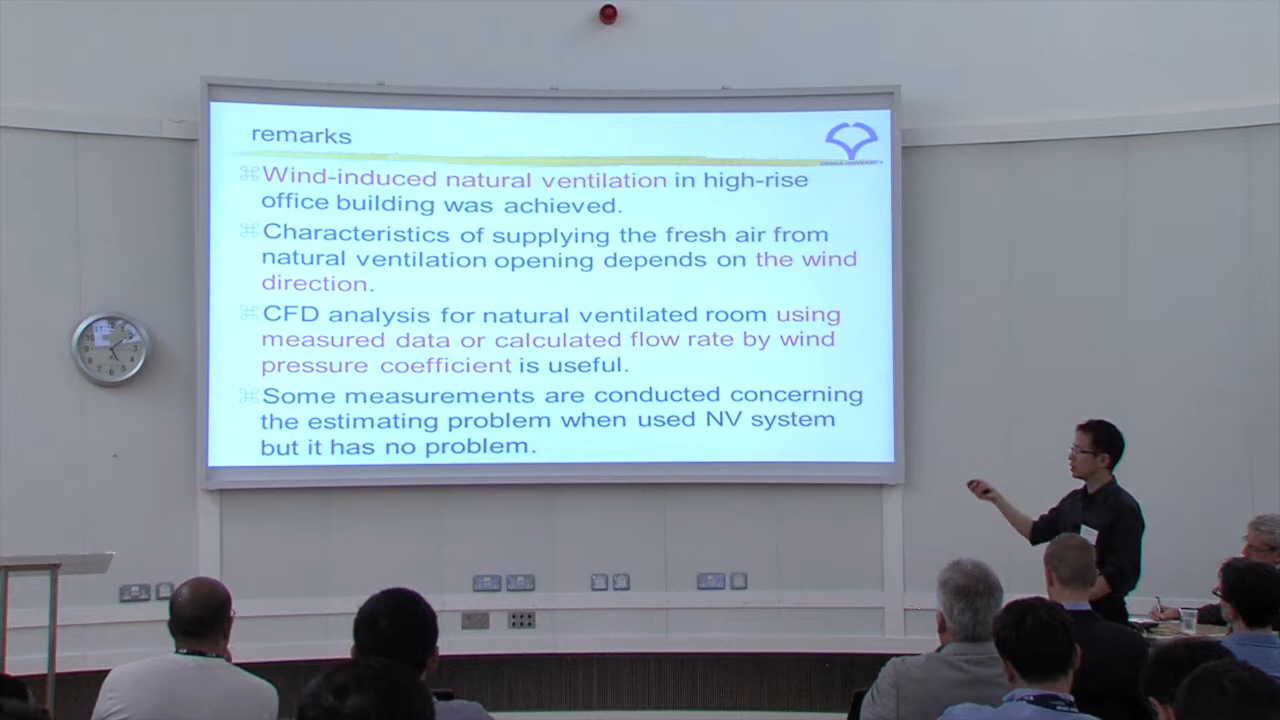 remarks
Wind-induced natural ventilation in high-rise
office building was achieved.
Characteristics of supplying the fresh air from
natural ventilation opening depends on the wind
direction.
CFD analysis for natural ventilated room using
measured data or calculated flow rate by wind
pressure coefficient is useful.
Some measurements are conducted concerning
the estimating problem when used NV system
but it has no problem.